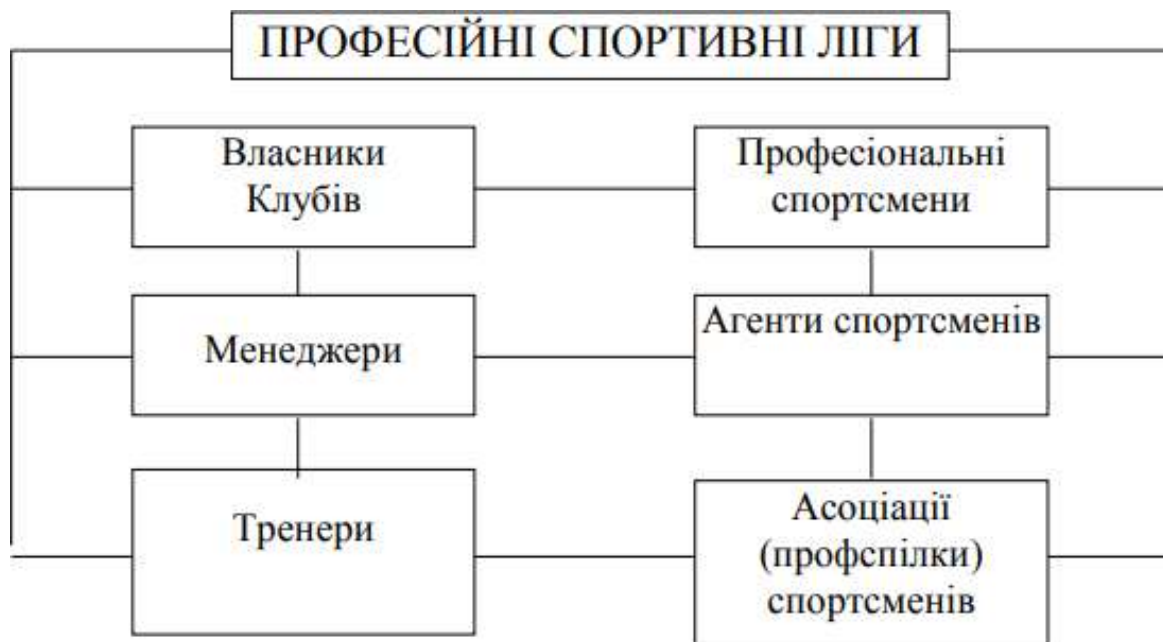 ПРОФЕСІЙНІ СПОРТИВНІ ЛІГИ
Власники
Клубів
Професіональні
спортсмени
Менеджери
Агенти спортсменів
Тренери
Асоціації
(профспілки)
спортсменів